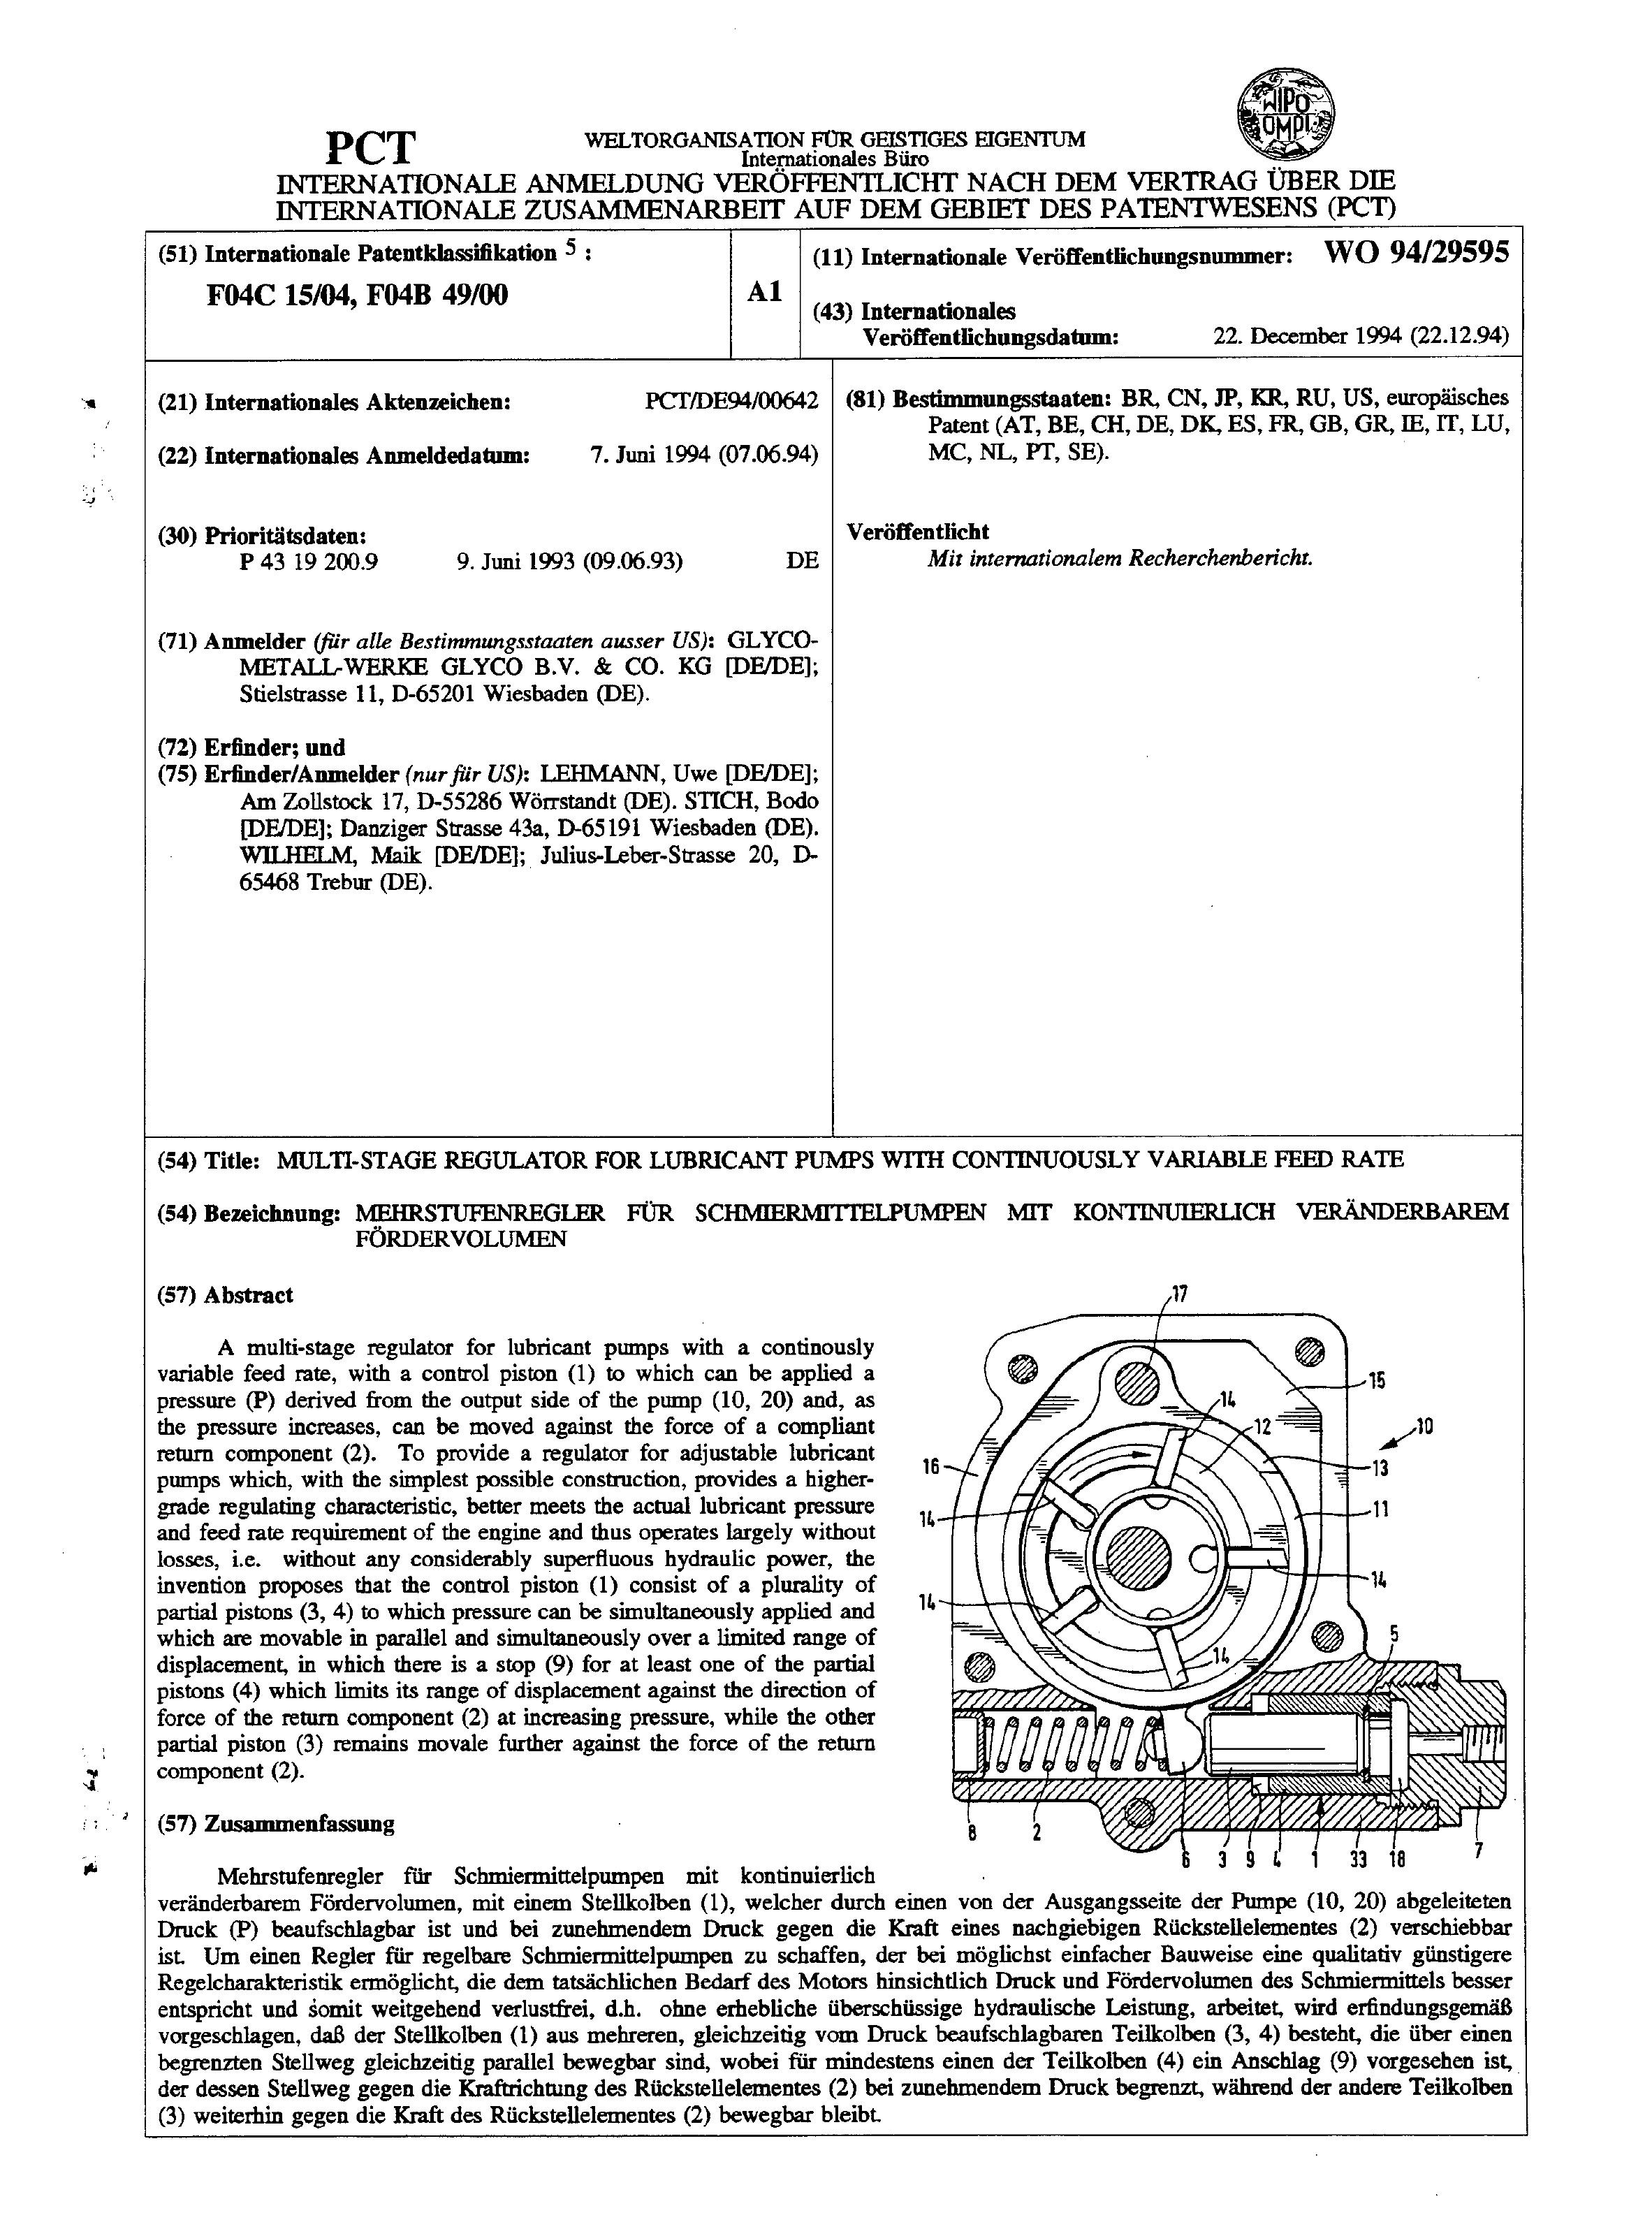 WIPO
OMPI
PCT
WELTORGANISATION FÜR GEISTIGES EIGENTUM
Internationales Büro
INTERNATIONALE ANMELDUNG VERÖFFENTLICHT NACH DEM VERTRAG ÜBER DIE
INTERNATIONALE ZUSAMMENARBEIT AUF DEM GEBIET DES PATENTWESENS (PCT)
(51) Internationale Patentklassifikation 5 :
F04C 15/04, F04B 49/00
A1
(11) Internationale Veröffentlichungsnummer: WO 94/29595
(43) Internationales
Veröffentlichungsdatum: 22. December 1994 (22.12.94)
(21) Internationales Aktenzeichen: PCT/DE94/00642
(22) Internationales Anmeldedatum: 7. Juni 1994 (07.06.94)
(30) Prioritätsdaten:
P 43 19 200.9 9. Juni 1993 (09.06.93) DE
(71) Anmelder (für alle Bestimmungsstaaten ausser US): GLYCO-
METALL-WERKE GLYCO B.V. & CO. KG [DE/DE];
Stielstrasse 11, D-65201 Wiesbaden (DE).
(72) Erfinder; und
(75) Erfinder/Anmelder (nur für US): LEHMANN, Uwe [DE/DE];
Am Zollstock 17, D-55286 Wörrstandt (DE). STICH, Bodo
[DE/DE]; Danziger Strasse 43a, D-65191 Wiesbaden (DE).
WILHELM, Maik [DE/DE]; Julius-Leber-Strasse 20, D-
65468 Trebur (DE).
(81) Bestimmungsstaaten: BR, CN, JP, KR, RU, US, europäisches
Patent (AT, BE, CH, DE, DK, ES, FR, GB, GR, IE, IT, LU,
MC, NL, PT, SE).
Veröffentlicht
Mit internationalem Recherchenbericht.
(54) Title: MULTI-STAGE REGULATOR FOR LUBRICANT PUMPS WITH CONTINUOUSLY VARIABLE FEED RATE
(54) Bezeichnung: MEHRSTUFENREGLER FÜR SCHMIERMITTELPUMPEN MIT KONTINUIERLICH VERÄNDERBAREM
FÖRDERVOLUMEN
(57) Abstract
A multi-stage regulator for lubricant pumps with a continously
variable feed rate, with a control piston (1) to which can be applied a
pressure (P) derived from the output side of the pump (10, 20) and, as
the pressure increases, can be moved against the force of a compliant
return component (2). To provide a regulator for adjustable lubricant
pumps which, with the simplest possible construction, provides a higher-
grade regulating characteristic, better meets the actual lubricant pressure
and feed rate requirement of the engine and thus operates largely without
losses, i.e. without any considerably superfluous hydraulic power, the
invention proposes that the control piston (1) consist of a plurality of
partial pistons (3, 4) to which pressure can be simultaneously applied and
which are movable in parallel and simultaneously over a limited range of
displacement, in which there is a stop (9) for at least one of the partial
pistons (4) which limits its range of displacement against the direction of
force of the return component (2) at increasing pressure, while the other
partial piston (3) remains movale further against the force of the return
component (2).
17
15
14
12
10
16
13
14
11
14
14
5
14
8
2
6
3
9
4
1
33
18
7
(57) Zusammenfassung
Mehrstufenregler für Schmiermittelpumpen mit kontinuierlich
veränderbarem Fördervolumen, mit einem Stellkolben (1), welcher durch einen von der Ausgangsseite der Pumpe (10, 20) abgeleiteten
Druck (P) beaufschlagbar ist und bei zunehmendem Druck gegen die Kraft eines nachgiebigen Rückstellelementes (2) verschiebbar
ist. Um einen Regler für regelbare Schmiermittelpumpen zu schaffen, der bei möglichst einfacher Bauweise eine qualitativ günstigere
Regelcharakteristik ermöglicht, die dem tatsächlichen Bedarf des Motors hinsichtlich Druck und Fördervolumen des Schmiermittels besser
entspricht und somit weitgehend verlustfrei, d.h. ohne erhebliche überschüssige hydraulische Leistung, arbeitet, wird erfindungsgemäß
vorgeschlagen, daß der Stellkolben (1) aus mehreren, gleichzeitig vom Druck beaufschlagbaren Teilkolben (3, 4) besteht, die über einen
begrenzten Stellweg gleichzeitig parallel bewegbar sind, wobei für mindestens einen der Teilkolben (4) ein Anschlag (9) vorgesehen ist,
der dessen Stellweg gegen die Kraftrichtung des Rückstellelementes (2) bei zunehmendem Druck begrenzt, während der andere Teilkolben
(3) weiterhin gegen die Kraft des Rückstellelementes (2) bewegbar bleibt.